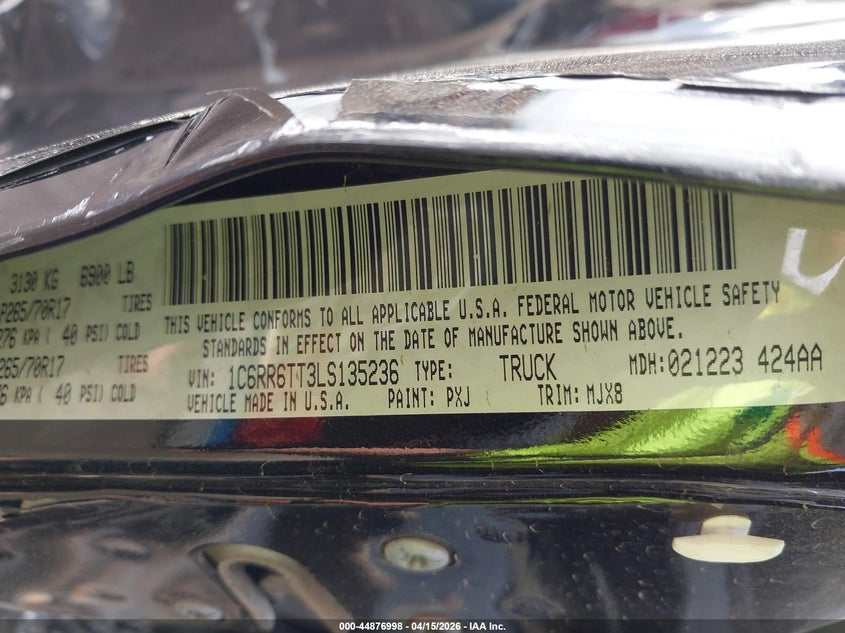 3130 KG 6900 LB
P265/70R17 TIRES
276 KPA ( 40 PSI) COLD
265/70R17 TIRES
KPA ( 40 PSI) COLD
THIS VEHICLE CONFORMS TO ALL APPLICABLE U.S.A. FEDERAL MOTOR VEHICLE SAFETY
STANDARDS IN EFFECT ON THE DATE OF MANUFACTURE SHOWN ABOVE.
VIN: 1C6RR6TT3LS135236 TYPE: TRUCK MDH: 021223 424AA
VEHICLE MADE IN U.S.A. PAINT: PXJ TRIM: MJX8
000-44876998 - 04/15/2026 - IAA Inc.